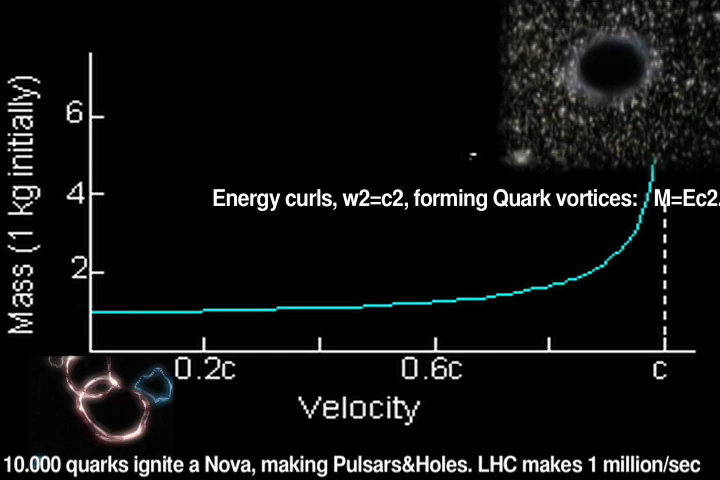 6
4
2
Mass (1 kg initially)
Energy curls, w2=c2, forming Quark vortices: M=Ec2.
0.2c 0.6c c
Velocity
10.000 quarks ignite a Nova, making Pulsars&Holes. LHC makes 1 million/sec